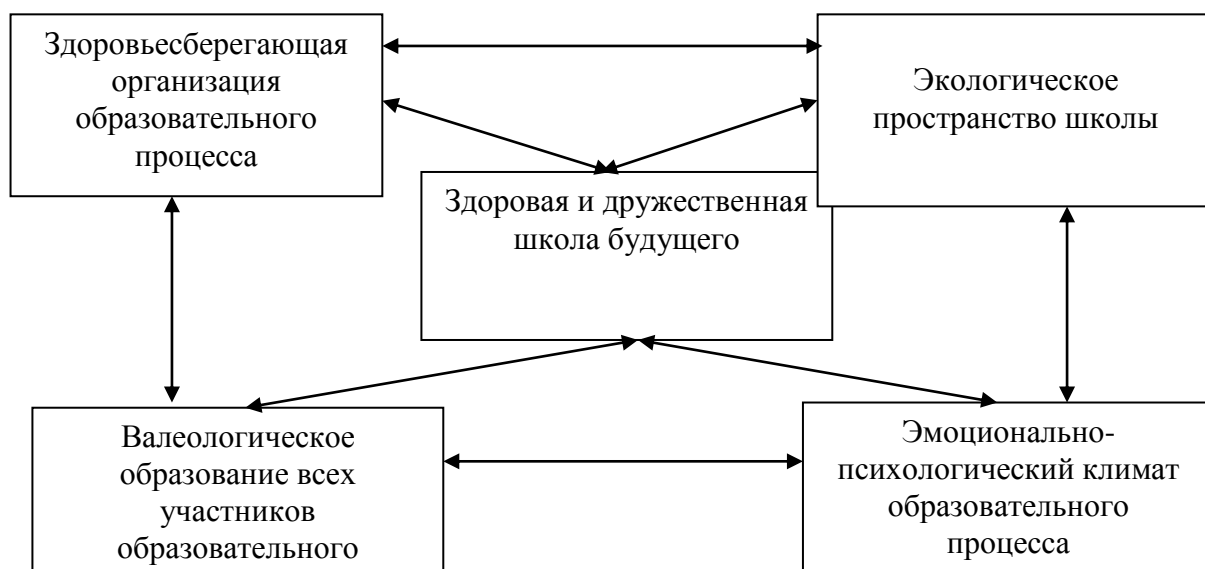 Здоровьесберегающая
организация
образовательного
процесса
Экологическое
пространство школы
Здоровая и дружественная
школа будущего
Валеологическое
образование всех
участников
образовательного
Эмоционально-
психологический климат
образовательного
процесса